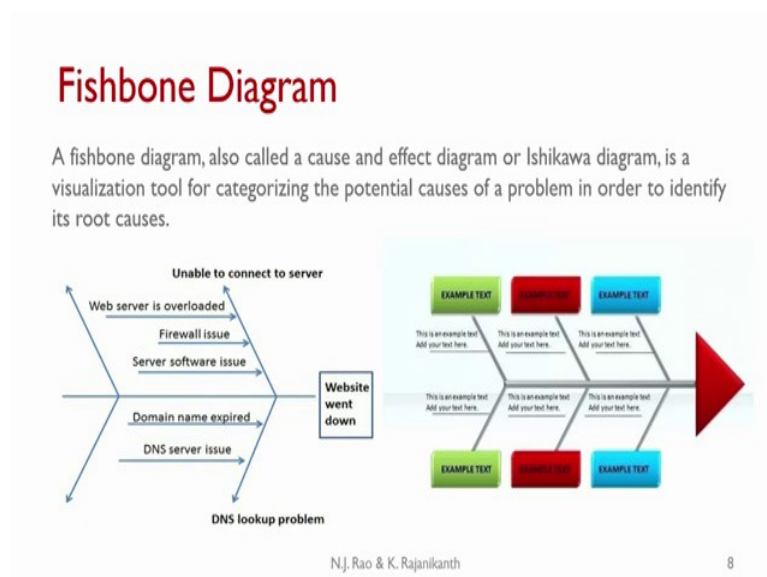 Fishbone Diagram
A fishbone diagram, also called a cause and effect diagram or Ishikawa diagram, is a
visualization tool for categorizing the potential causes of a problem in order to identify
its root causes.
Unable to connect to server
Web server is overloaded
Firewall issue
Server software issue
Website
went
down
Domain name expired
DNS server issue
DNS lookup problem
EXAMPLE TEXT
EXAMPLE TEXT
EXAMPLE TEXT
This is an example text
Add your text here.
This is an example text
Add your text here.
This is an example text
Add your text here.
This is an example text
Add your text here.
This is an example text
Add your text here.
This is an example text
Add your text here.
EXAMPLE TEXT
EXAMPLE TEXT
EXAMPLE TEXT
N.J. Rao & K. Rajanikanth
8